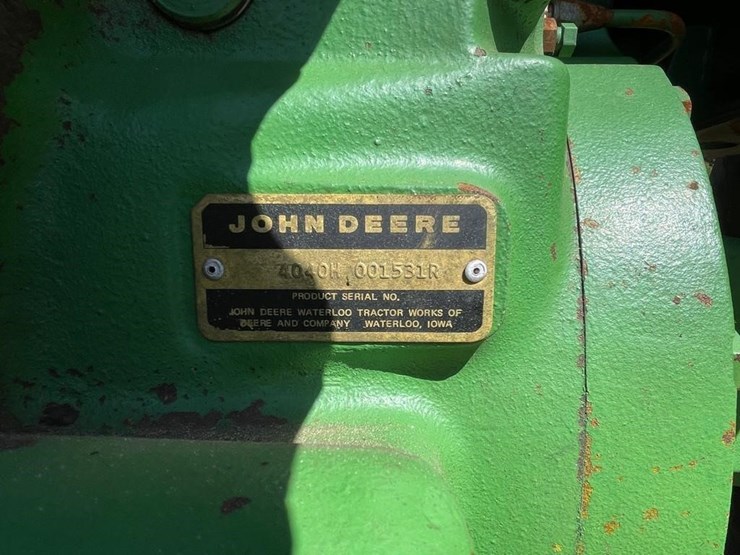 JOHN DEERE
4040H 001531R
PRODUCT SERIAL NO.
JOHN DEERE WATERLOO TRACTOR WORKS OF
DEERE AND COMPANY WATERLOO, IOWA